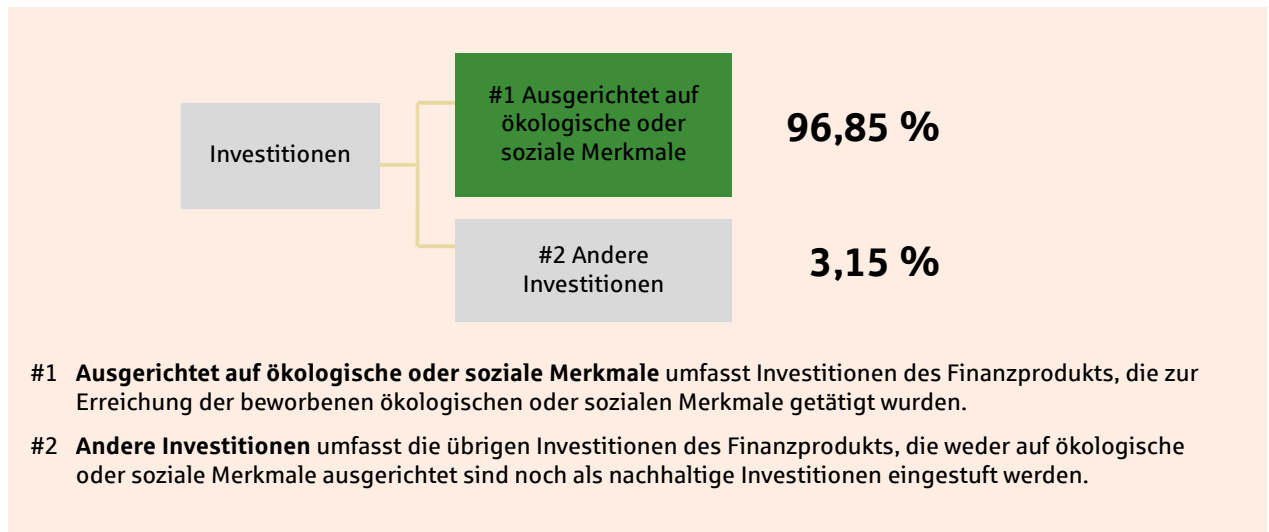 #1 Ausgerichtet auf
ökologische oder
soziale Merkmale
96,85 %
Investitionen
#2 Andere
Investitionen
3,15 %
#1 Ausgerichtet auf ökologische oder soziale Merkmale umfasst Investitionen des Finanzprodukts, die zur
Erreichung der beworbenen ökologischen oder sozialen Merkmale getätigt wurden.
#2 Andere Investitionen umfasst die übrigen Investitionen des Finanzprodukts, die weder auf ökologische
oder soziale Merkmale ausgerichtet sind noch als nachhaltige Investitionen eingestuft werden.